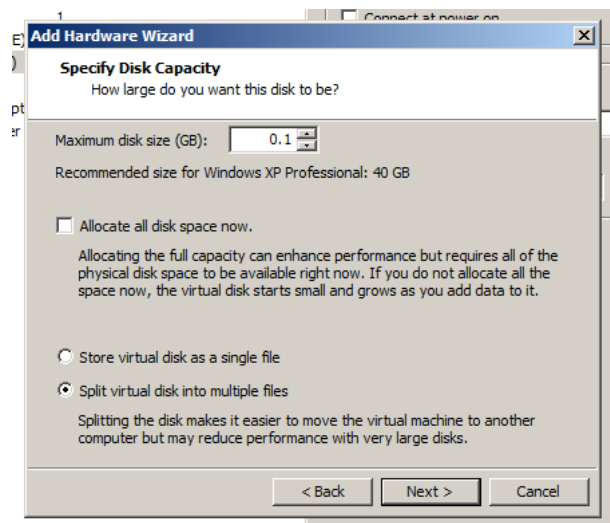 1
Connect at power on
E)
Add Hardware Wizard
)
Specify Disk Capacity
How large do you want this disk to be?
pt
er
Maximum disk size (GB): 0.1
Recommended size for Windows XP Professional: 40 GB
Allocate all disk space now.
Allocating the full capacity can enhance performance but requires all of the
physical disk space to be available right now. If you do not allocate all the
space now, the virtual disk starts small and grows as you add data to it.
Store virtual disk as a single file
Split virtual disk into multiple files
Splitting the disk makes it easier to move the virtual machine to another
computer but may reduce performance with very large disks.
< Back Next > Cancel